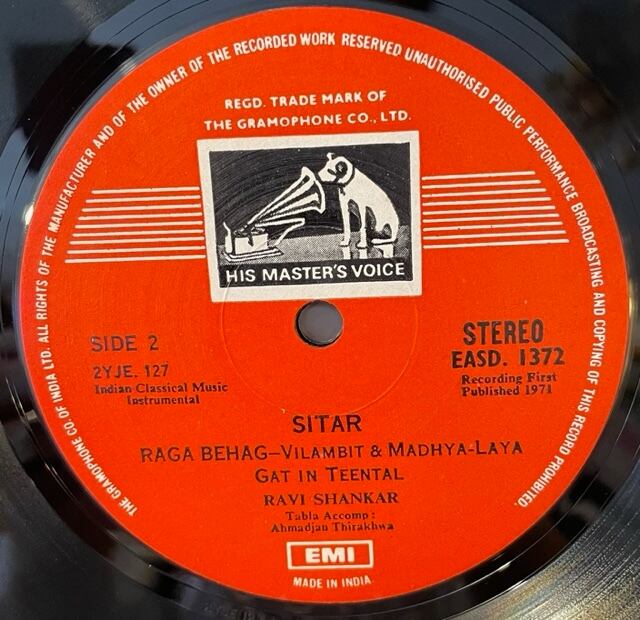 THE GRAMOPHONE CO. OF INDIA LTD. ALL RIGHTS OF THE MANUFACTURER AND OF THE OWNER OF THE RECORDED WORK RESERVED UNAUTHORISED PUBLIC PERFORMANCE BROADCASTING AND COPYING OF THIS RECORD PROHIBITED.
REGD. TRADE MARK OF
THE GRAMOPHONE CO., LTD.
HIS MASTER'S VOICE
SIDE 2
2YJE. 127
Indian Classical Music
Instrumental
STEREO
EASD. 1372
Recording First
Published 1971
SITAR
RAGA BEHAG–VILAMBIT & MADHYA-LAYA
GAT IN TEENTAL
RAVI SHANKAR
Tabla Accomp :
Ahmadjan Thirakhwa
EMI
MADE IN INDIA